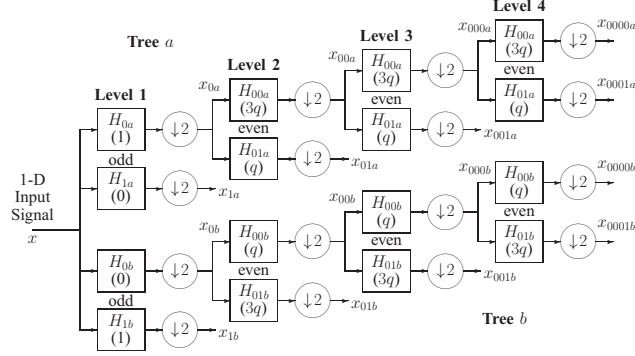 Tree a
Level 1
Level 2
Level 3
Level 4
1-D
Input
Signal
x
H0a
(1)
↓2
odd
H1a
(0)
↓2
x1a
x0a
H00a
(3q)
↓2
even
H01a
(q)
↓2
x01a
x00a
H00a
(3q)
↓2
even
H01a
(q)
↓2
x001a
x000a
H00a
(3q)
↓2
x0000a
even
H01a
(q)
↓2
x0001a
H0b
(0)
↓2
odd
H1b
(1)
↓2
x1b
x0b
H00b
(q)
↓2
even
H01b
(3q)
↓2
x01b
x00b
H00b
(q)
↓2
even
H01b
(3q)
↓2
x001b
x000b
H00b
(q)
↓2
x0000b
even
H01b
(3q)
↓2
x0001b
Tree b